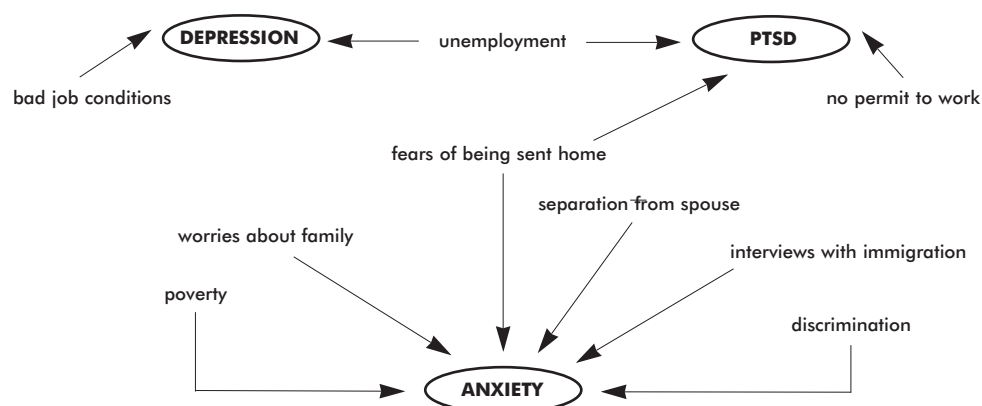 DEPRESSION
unemployment
PTSD
bad job conditions
no permit to work
fears of being sent home
separation from spouse
worries about family
interviews with immigration
poverty
discrimination
ANXIETY